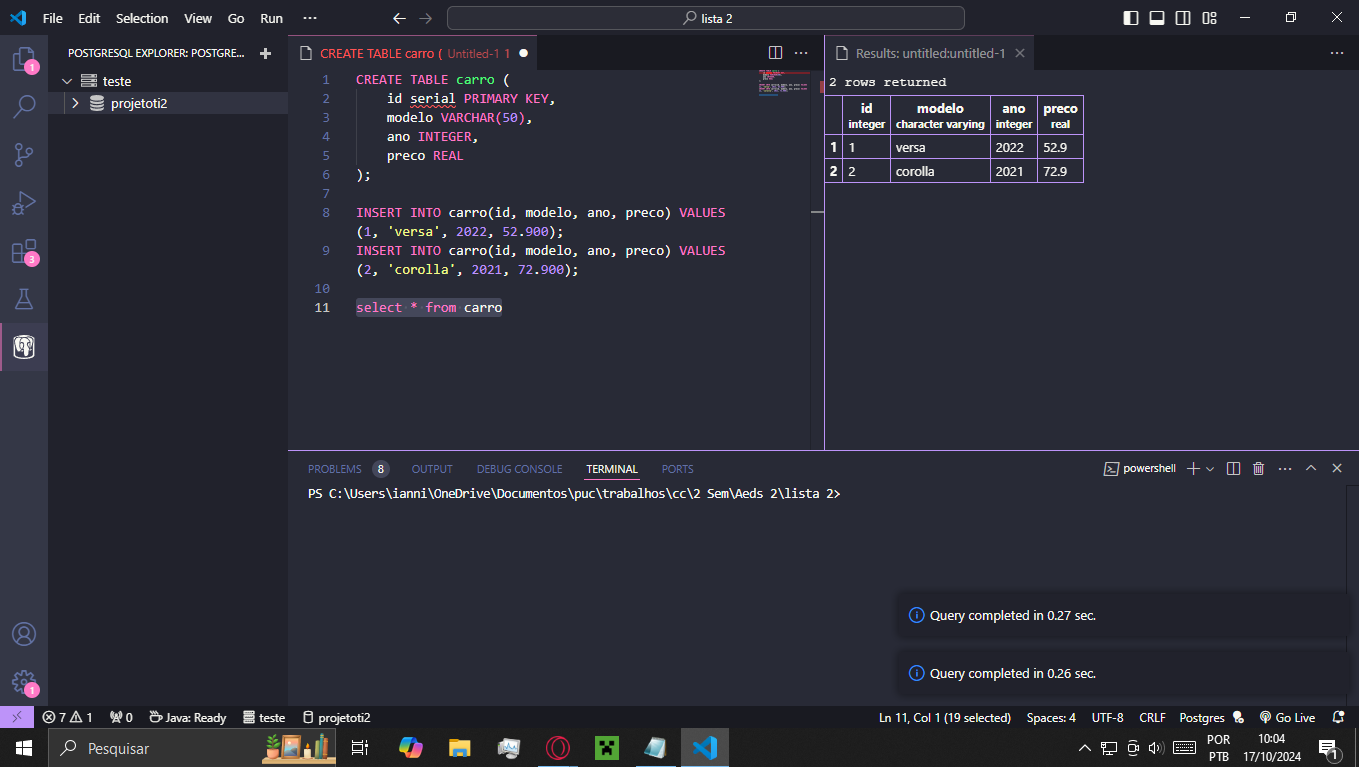 File Edit Selection View Go Run ··· lista 2
POSTGRESQL EXPLORER: POSTGRE... +
teste
projetoti2
1
3
1
CREATE TABLE carro ( Untitled-1 1
1 CREATE TABLE carro (
2 id serial PRIMARY KEY,
3 modelo VARCHAR(50),
4 ano INTEGER,
5 preco REAL
6 );
7
8 INSERT INTO carro(id, modelo, ano, preco) VALUES
(1, 'versa', 2022, 52.900);
9 INSERT INTO carro(id, modelo, ano, preco) VALUES
(2, 'corolla', 2021, 72.900);
10
11 select * from carro
Results: untitled:untitled-1
2 rows returned
id modelo ano preco
integer character varying integer real
1 1 versa 2022 52.9
2 2 corolla 2021 72.9
PROBLEMS 8 OUTPUT DEBUG CONSOLE TERMINAL PORTS powershell
PS C:\Users\ianni\OneDrive\Documentos\puc\trabalhos\cc\2 Sem\Aeds 2\lista 2>
Query completed in 0.27 sec.
Query completed in 0.26 sec.
7 1 0 Java: Ready teste projetoti2 Ln 11, Col 1 (19 selected) Spaces: 4 UTF-8 CRLF Postgres Go Live
Pesquisar
POR
PTB
10:04
17/10/2024
1